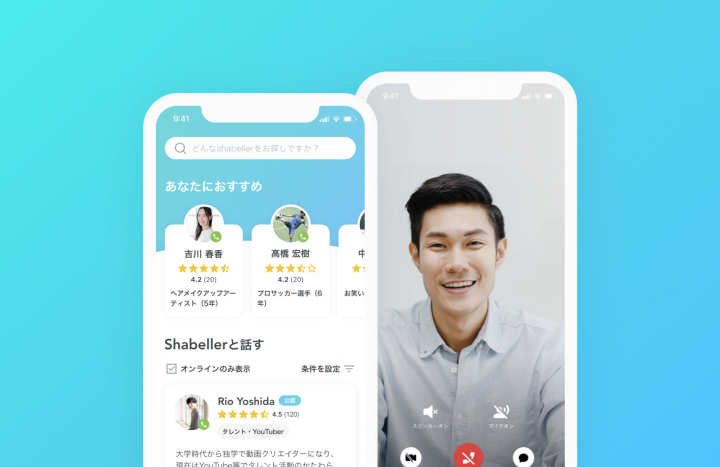 9:41
どんなshabellerをお探しですか？
あなたにおすすめ
吉川 春香
4.2 (20)
ヘアメイクアップアー
ティスト（5年）
高橋 宏樹
4.2 (20)
プロサッカー選手（6
年）
中
お笑い
Shabellerと話す
オンラインのみ表示
条件を設定
Rio Yoshida
公認
4.5 (120)
タレント・YouTuber
大学時代から独学で動画クリエイターになり、
現在はYouTube等でタレント活動のかたわら
9:41
スピーカーオン
マイクオン